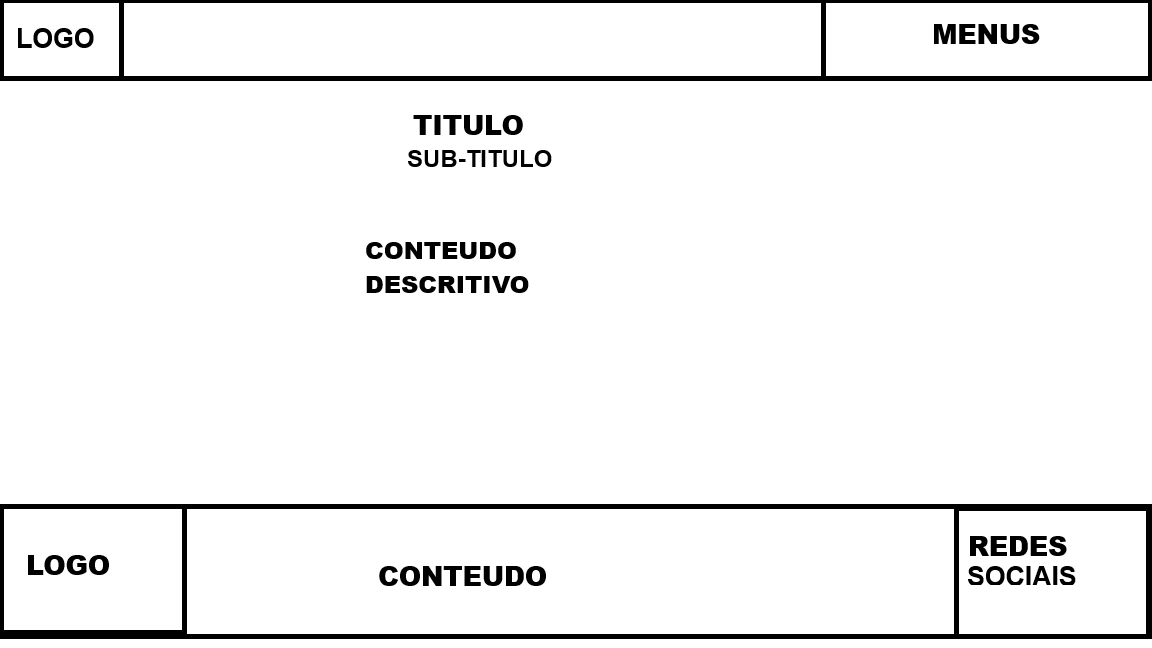 LOGO
MENUS
TITULO
SUB-TITULO
CONTEUDO
DESCRITIVO
LOGO
CONTEUDO
REDES
SOCIAIS